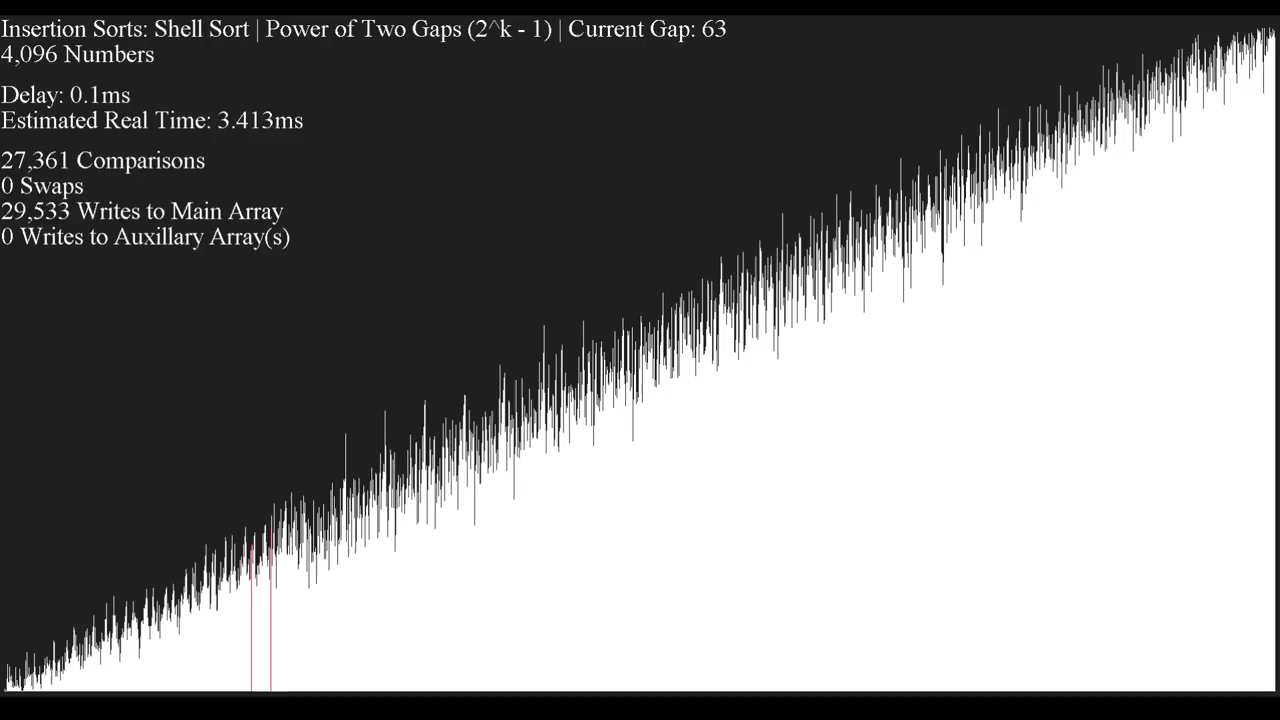 Insertion Sorts: Shell Sort | Power of Two Gaps (2^k - 1) | Current Gap: 63
4,096 Numbers
Delay: 0.1ms
Estimated Real Time: 3.413ms
27,361 Comparisons
0 Swaps
29,533 Writes to Main Array
0 Writes to Auxillary Array(s)